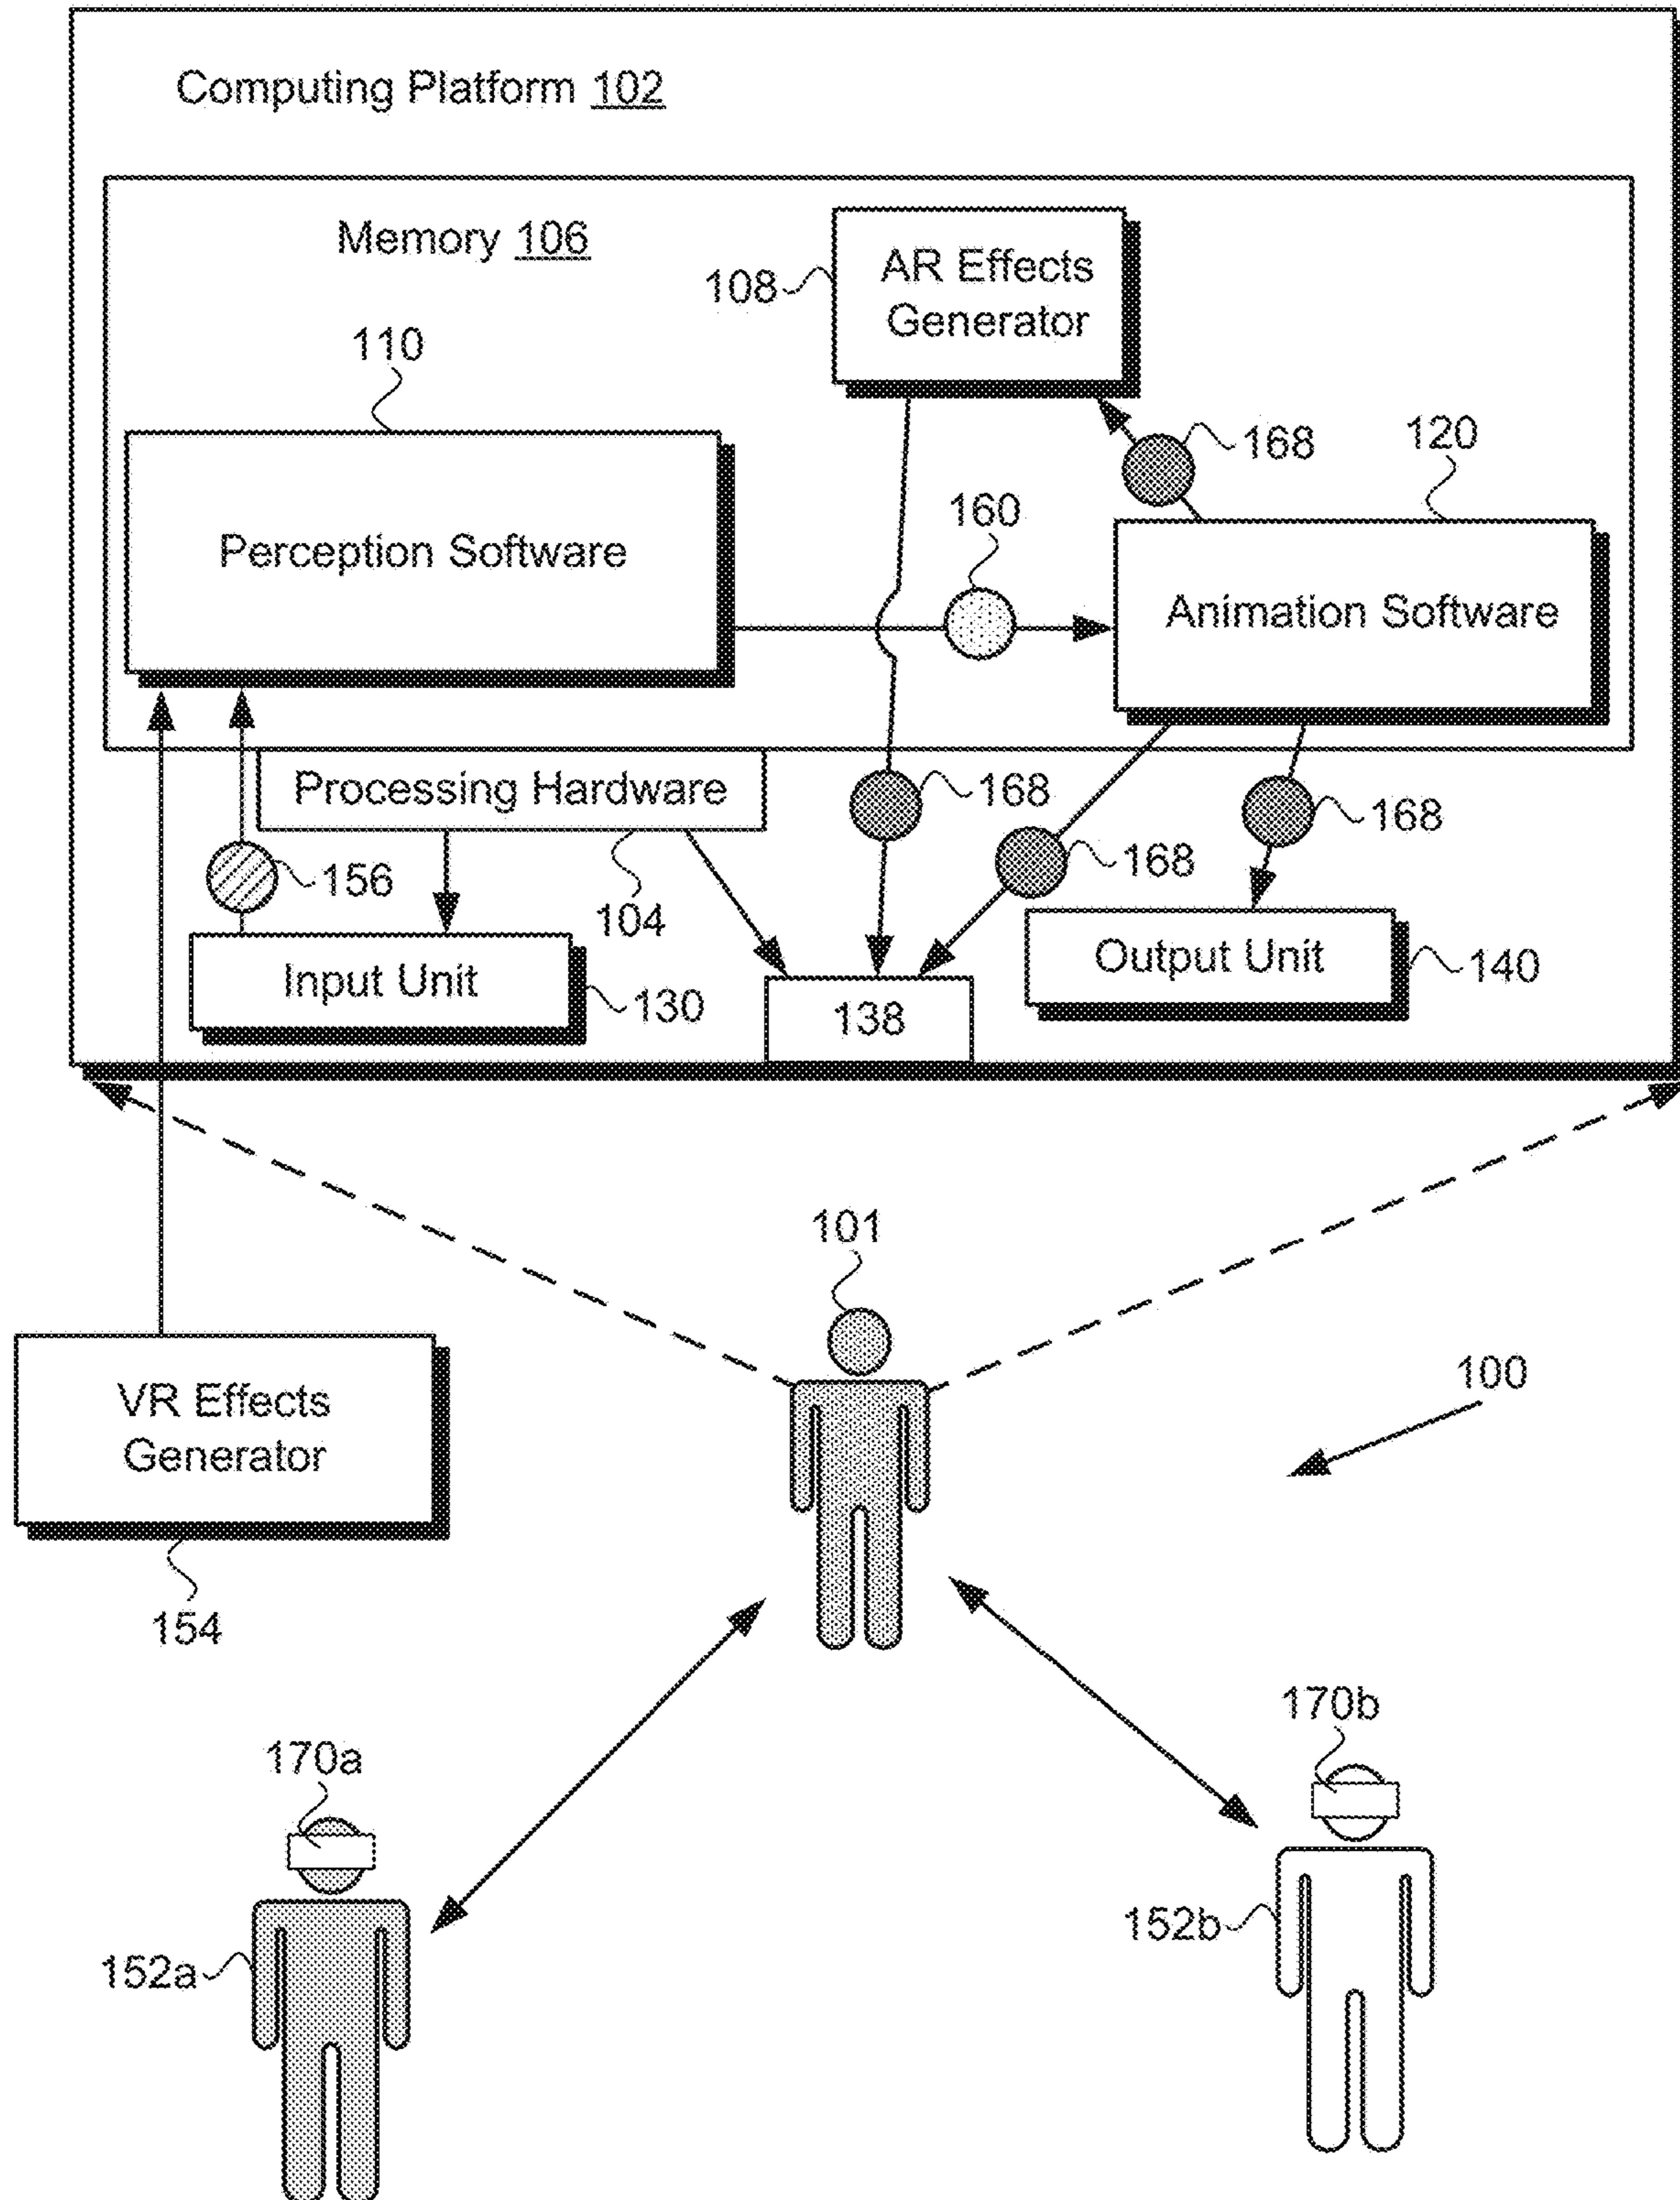 Computing Platform 102
Memory 106
AR Effects
Generator
108
110
168
120
160
Perception Software
Animation Software
Processing Hardware
168
168
168
156
104
Input Unit
130
Output Unit
140
138
101
VR Effects
Generator
100
154
170a
170b
152a
152b